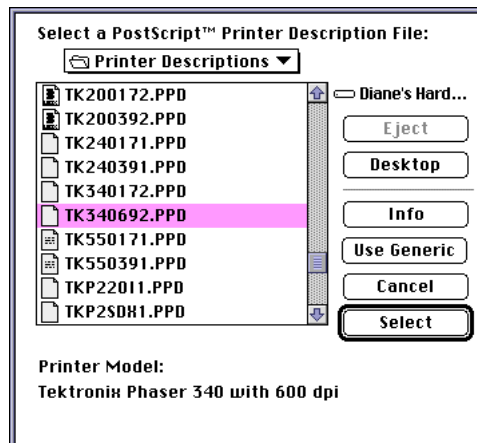 Select a PostScript™ Printer Description File:
Printer Descriptions
Diane's Hard...
TK200172.PPD
TK200392.PPD
TK240171.PPD
TK240391.PPD
TK340172.PPD
TK340692.PPD
TK550171.PPD
TK550391.PPD
TKP220I1.PPD
TKP2SDX1.PPD
Eject
Desktop
Info
Use Generic
Cancel
Select
Printer Model:
Tektronix Phaser 340 with 600 dpi